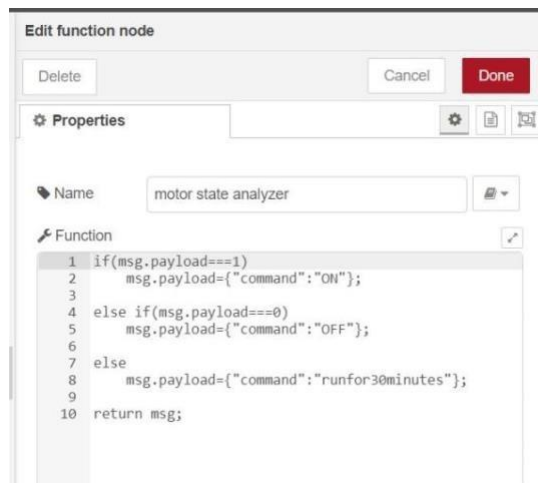 Edit function node
Delete
Cancel
Done
Properties
Name
motor state analyzer
Function
1 if(msg.payload===1)
2     msg.payload={"command":"ON"};
3
4 else if(msg.payload===0)
5     msg.payload={"command":"OFF"};
6
7 else
8     msg.payload={"command":"runfor30minutes"};
9
10 return msg;